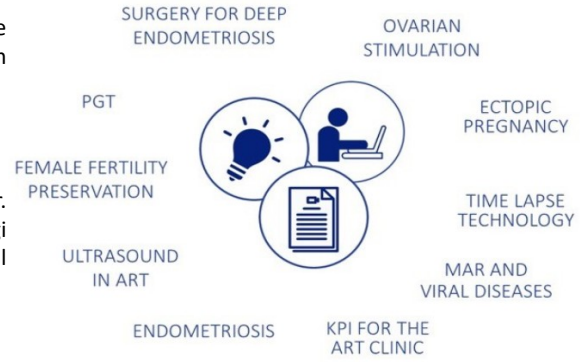 SURGERY FOR DEEP
ENDOMETRIOSIS
OVARIAN
STIMULATION
PGT
ECTOPIC
PREGNANCY
FEMALE FERTILITY
PRESERVATION
TIME LAPSE
TECHNOLOGY
ULTRASOUND
IN ART
MAR AND
VIRAL DISEASES
ENDOMETRIOSIS
KPI FOR THE
ART CLINIC